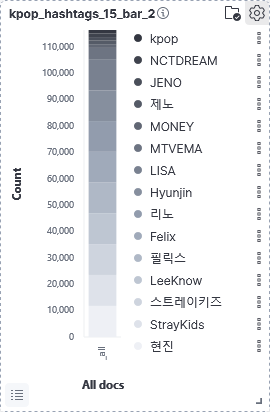 kpop_hashtags_15_bar_2
110,000
100,000
90,000
80,000
70,000
60,000
50,000
40,000
30,000
20,000
10,000
0
Count
_all
All docs
kpop
NCTDREAM
JENO
제노
MONEY
MTVEMA
LISA
Hyunjin
리노
Felix
필릭스
LeeKnow
스트레이키즈
StrayKids
현진